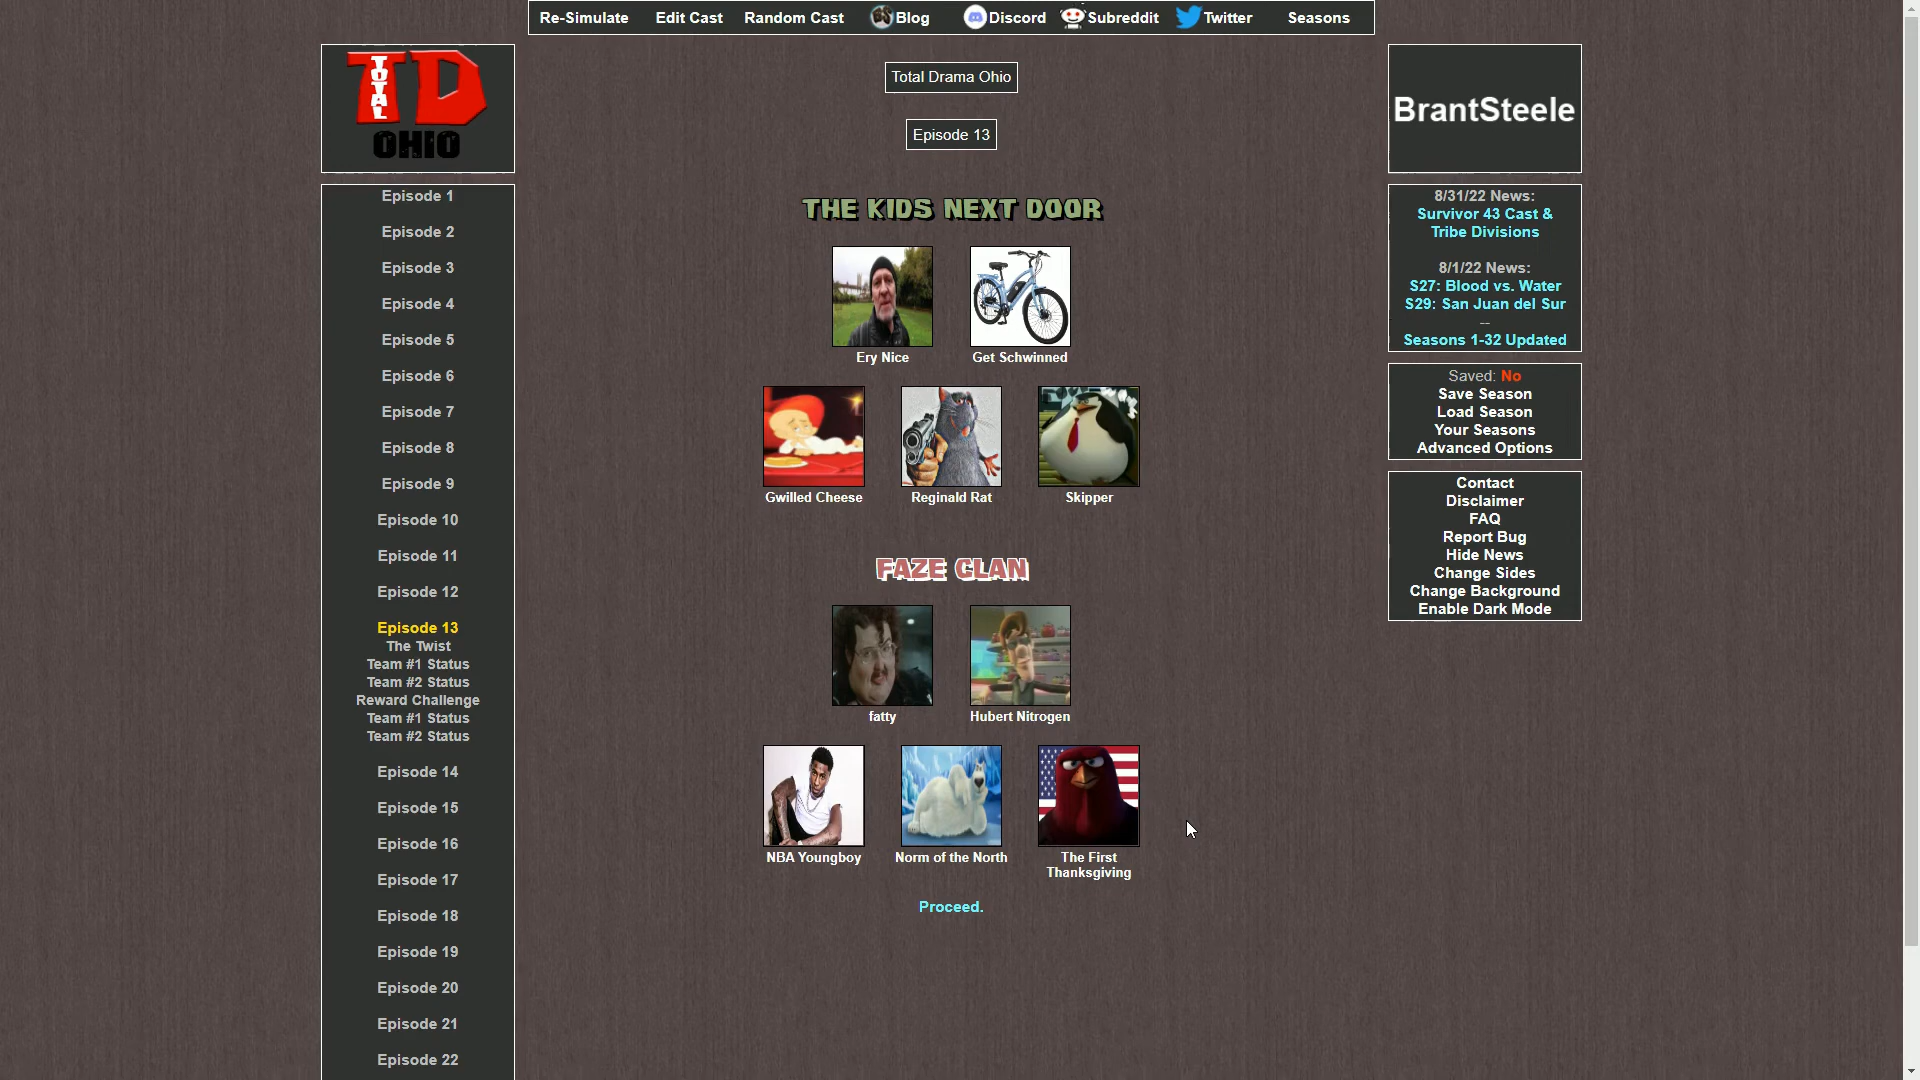 Re-Simulate Edit Cast Random Cast Blog Discord Subreddit Twitter Seasons
TOTAL
TD
OHIO
Episode 1
Episode 2
Episode 3
Episode 4
Episode 5
Episode 6
Episode 7
Episode 8
Episode 9
Episode 10
Episode 11
Episode 12
Episode 13
The Twist
Team #1 Status
Team #2 Status
Reward Challenge
Team #1 Status
Team #2 Status
Episode 14
Episode 15
Episode 16
Episode 17
Episode 18
Episode 19
Episode 20
Episode 21
Episode 22
Total Drama Ohio
Episode 13
THE KIDS NEXT DOOR
Ery Nice Get Schwinned
Gwilled Cheese Reginald Rat Skipper
FAZE CLAN
fatty Hubert Nitrogen
NBA Youngboy Norm of the North The First
Thanksgiving
Proceed.
BrantSteele
8/31/22 News:
Survivor 43 Cast &
Tribe Divisions
8/1/22 News:
S27: Blood vs. Water
S29: San Juan del Sur
--
Seasons 1-32 Updated
Saved: No
Save Season
Load Season
Your Seasons
Advanced Options
Contact
Disclaimer
FAQ
Report Bug
Hide News
Change Sides
Change Background
Enable Dark Mode